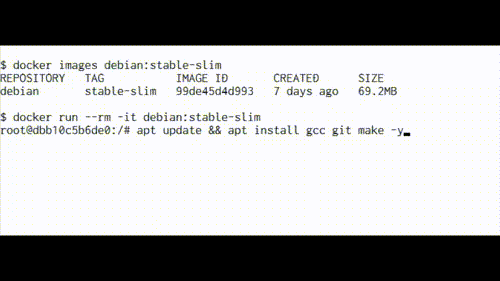 $ docker images debian:stable-slim
REPOSITORY TAG IMAGE ID CREATED SIZE
debian stable-slim 99de45d4d993 7 days ago 69.2MB
$ docker run --rm -it debian:stable-slim
root@dbb10c5b6de0:/# apt update && apt install gcc git make -y